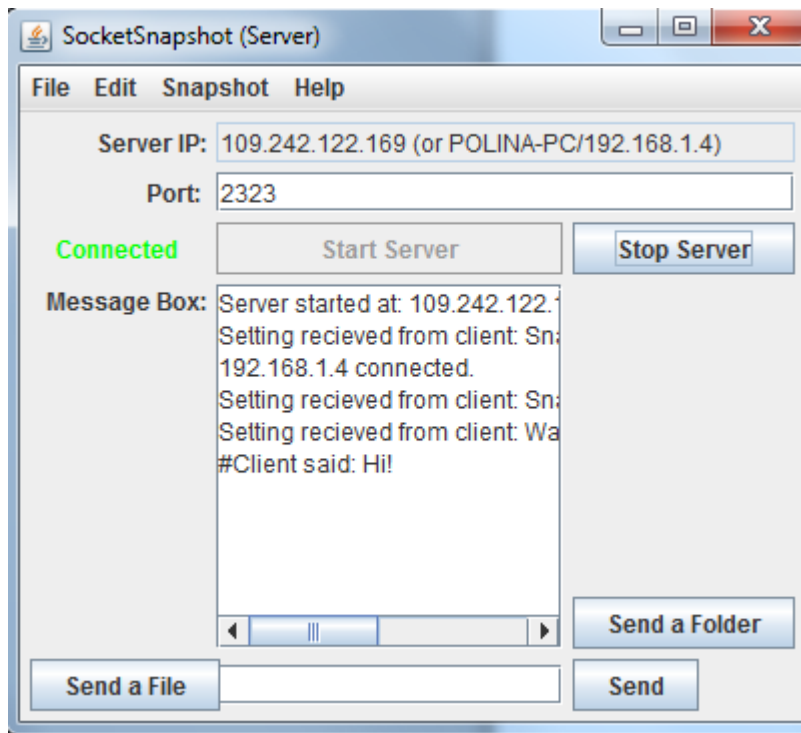 SocketSnapshot (Server)
File Edit Snapshot Help
Server IP: 109.242.122.169 (or POLINA-PC/192.168.1.4)
Port: 2323
Connected Start Server Stop Server
Message Box:
Server started at: 109.242.122.
Setting recieved from client: Sna
192.168.1.4 connected.
Setting recieved from client: Sna
Setting recieved from client: Wa
#Client said: Hi!
Send a Folder
Send a File Send